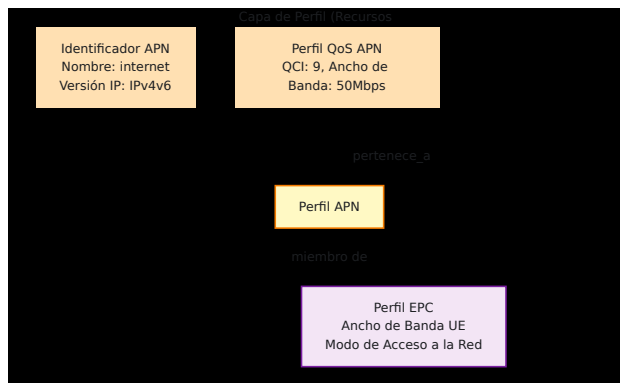 Capa de Perfil (Recursos
Identificador APN
Nombre: internet
Versión IP: IPv4v6
Perfil QoS APN
QCI: 9, Ancho de
Banda: 50Mbps
pertenece_a
Perfil APN
miembro de
Perfil EPC
Ancho de Banda UE
Modo de Acceso a la Red